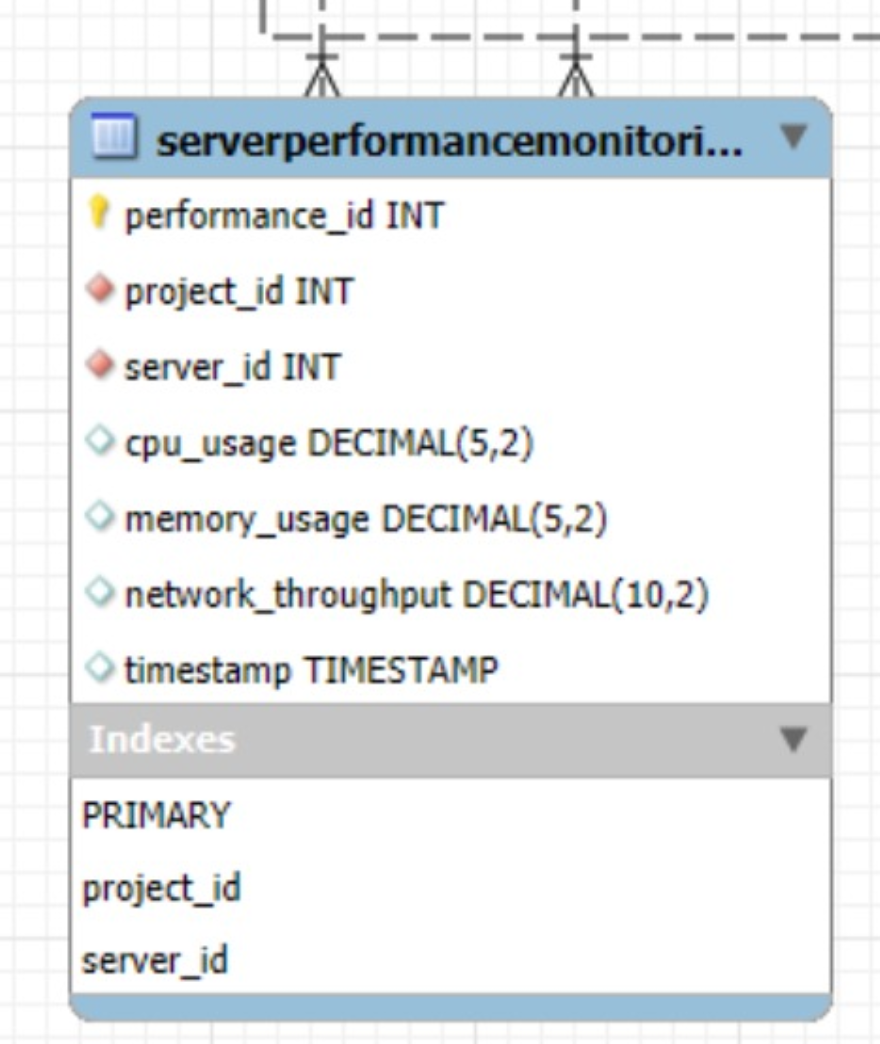 serverperformancemonitori...
performance_id INT
project_id INT
server_id INT
cpu_usage DECIMAL(5,2)
memory_usage DECIMAL(5,2)
network_throughput DECIMAL(10,2)
timestamp TIMESTAMP
Indexes
PRIMARY
project_id
server_id